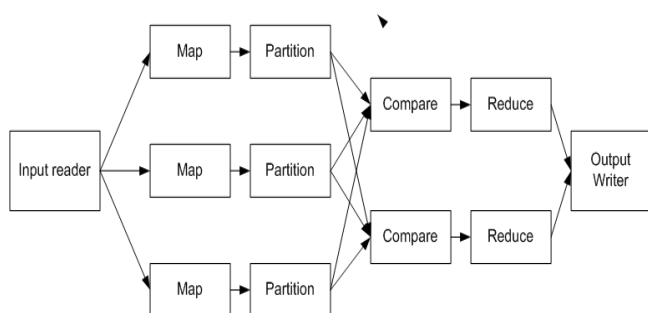 Map
Partition
Compare
Reduce
Input reader
Map
Partition
Output
Writer
Compare
Reduce
Map
Partition